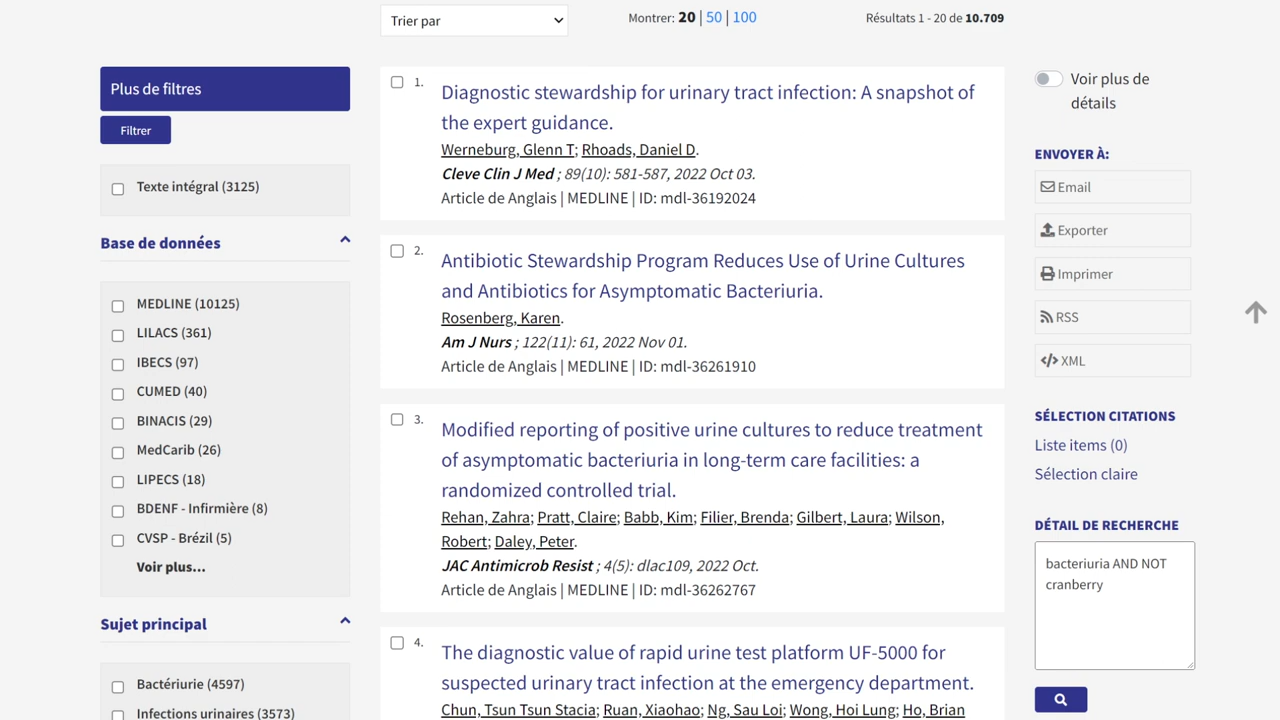 Trier par
Montrer: 20 | 50 | 100
Résultats 1 - 20 de 10.709
Plus de filtres
Filtrer
Texte intégral (3125)
Base de données
MEDLINE (10125)
LILACS (361)
IBECS (97)
CUMED (40)
BINACIS (29)
MedCarib (26)
LIPECS (18)
BDENF - Infirmière (8)
CVSP - Brézil (5)
Voir plus...
Sujet principal
Bactériurie (4597)
Infections urinaires (3573)
1.
Diagnostic stewardship for urinary tract infection: A snapshot of
the expert guidance.
Werneburg, Glenn T; Rhoads, Daniel D.
Cleve Clin J Med ; 89(10): 581-587, 2022 Oct 03.
Article de Anglais | MEDLINE | ID: mdl-36192024
2.
Antibiotic Stewardship Program Reduces Use of Urine Cultures
and Antibiotics for Asymptomatic Bacteriuria.
Rosenberg, Karen.
Am J Nurs ; 122(11): 61, 2022 Nov 01.
Article de Anglais | MEDLINE | ID: mdl-36261910
3.
Modified reporting of positive urine cultures to reduce treatment
of asymptomatic bacteriuria in long-term care facilities: a
randomized controlled trial.
Rehan, Zahra; Pratt, Claire; Babb, Kim; Filier, Brenda; Gilbert, Laura; Wilson,
Robert; Daley, Peter.
JAC Antimicrob Resist ; 4(5): dlac109, 2022 Oct.
Article de Anglais | MEDLINE | ID: mdl-36262767
4.
The diagnostic value of rapid urine test platform UF-5000 for
suspected urinary tract infection at the emergency department.
Chun, Tsun Tsun Stacia; Ruan, Xiaohao; Ng, Sau Loi; Wong, Hoi Lung; Ho, Brian
Voir plus de
détails
ENVOYER À:
Email
Exporter
Imprimer
RSS
XML
SÉLECTION CITATIONS
Liste items (0)
Sélection claire
DÉTAIL DE RECHERCHE
bacteriuria AND NOT
cranberry